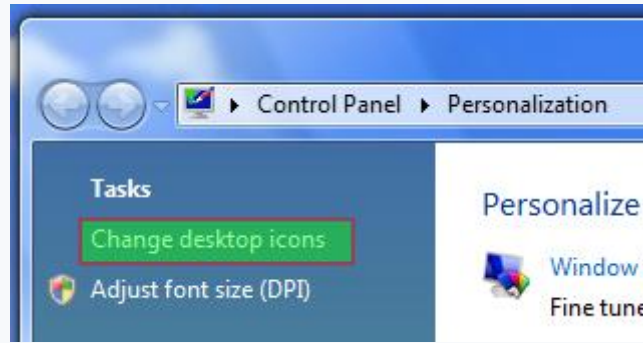 Control Panel Personalization
Tasks
Change desktop icons
Adjust font size (DPI)
Personalize
Window
Fine tune